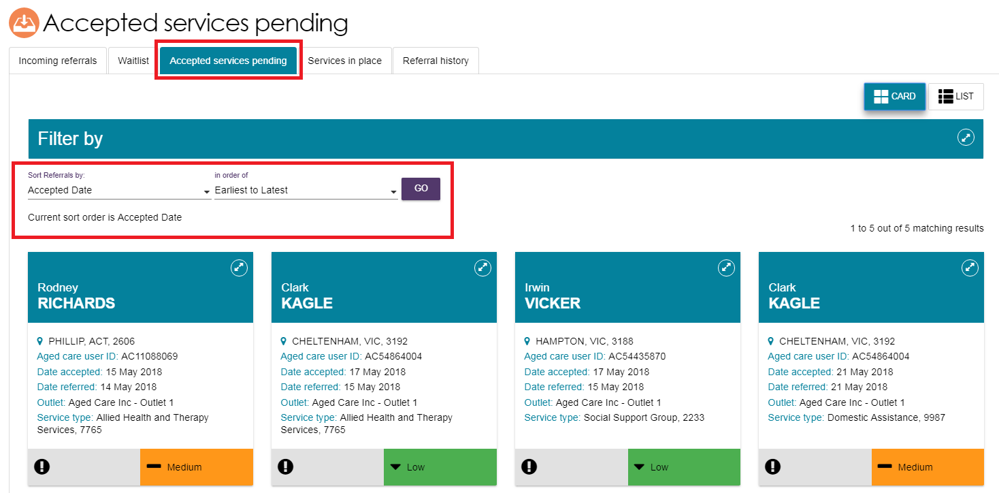 Accepted services pending
Incoming referrals
Waitlist
Accepted services pending
Services in place
Referral history
CARD
LIST
Filter by
Sort Referrals by:
Accepted Date
in order of
Earliest to Latest
GO
Current sort order is Accepted Date
1 to 5 out of 5 matching results
Rodney
RICHARDS
PHILLIP, ACT, 2606
Aged care user ID: AC11088069
Date accepted: 15 May 2018
Date referred: 14 May 2018
Outlet: Aged Care Inc - Outlet 1
Service type: Allied Health and Therapy
Services, 7765
Medium
Clark
KAGLE
CHELTENHAM, VIC, 3192
Aged care user ID: AC54864004
Date accepted: 17 May 2018
Date referred: 15 May 2018
Outlet: Aged Care Inc - Outlet 1
Service type: Allied Health and Therapy
Services, 7765
Low
Irwin
VICKER
HAMPTON, VIC, 3188
Aged care user ID: AC54435870
Date accepted: 17 May 2018
Date referred: 15 May 2018
Outlet: Aged Care Inc - Outlet 1
Service type: Social Support Group, 2233
Low
Clark
KAGLE
CHELTENHAM, VIC, 3192
Aged care user ID: AC54864004
Date accepted: 21 May 2018
Date referred: 21 May 2018
Outlet: Aged Care Inc - Outlet 1
Service type: Domestic Assistance, 9987
Medium